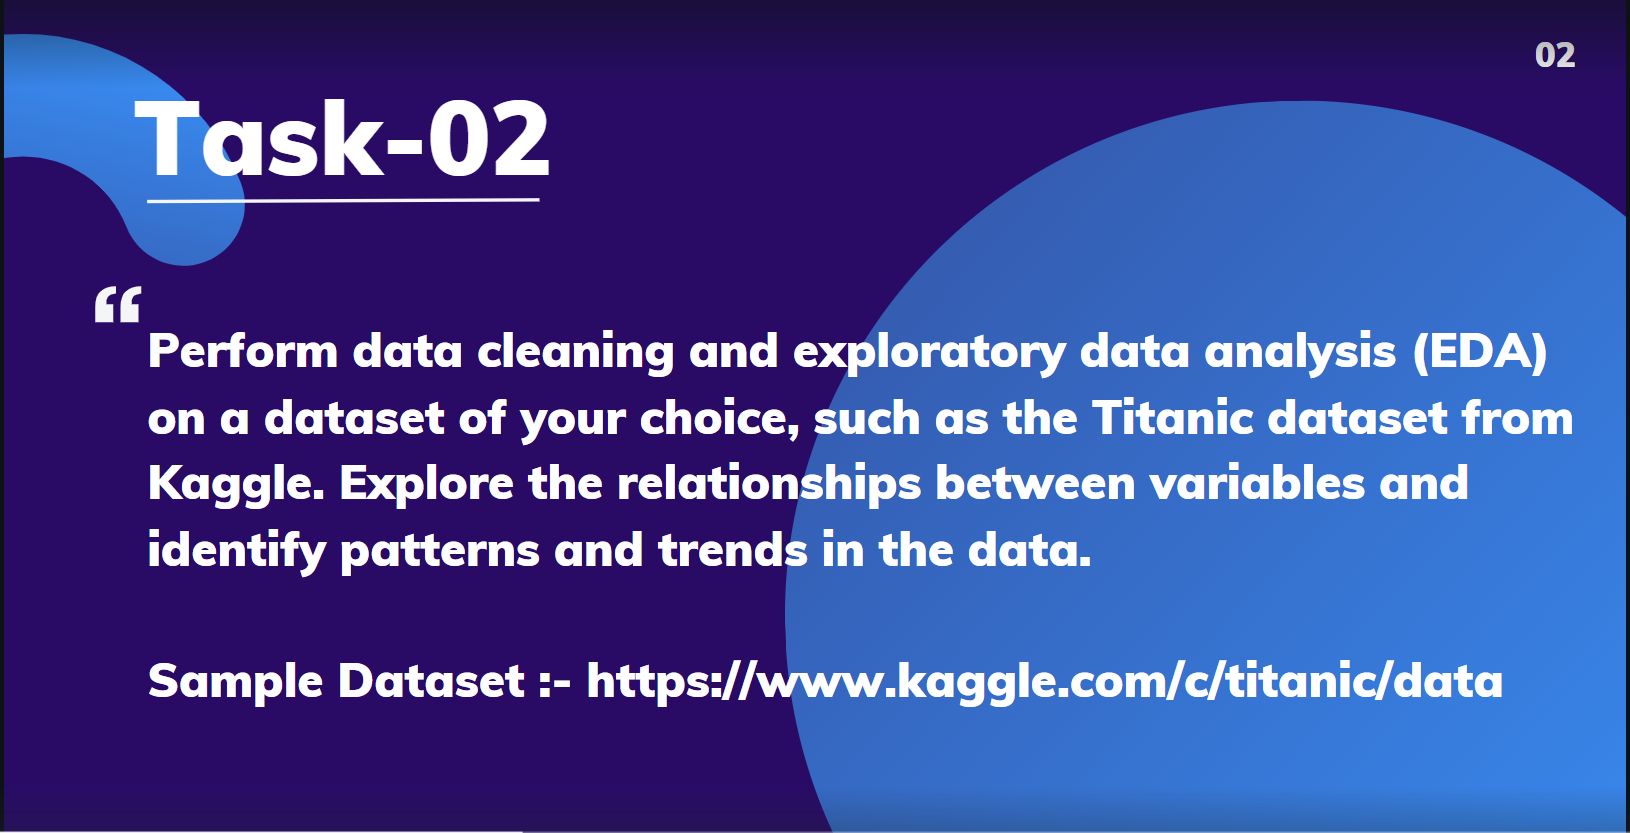 02
Task-02
“
Perform data cleaning and exploratory data analysis (EDA)
on a dataset of your choice, such as the Titanic dataset from
Kaggle. Explore the relationships between variables and
identify patterns and trends in the data.
Sample Dataset :- https://www.kaggle.com/c/titanic/data